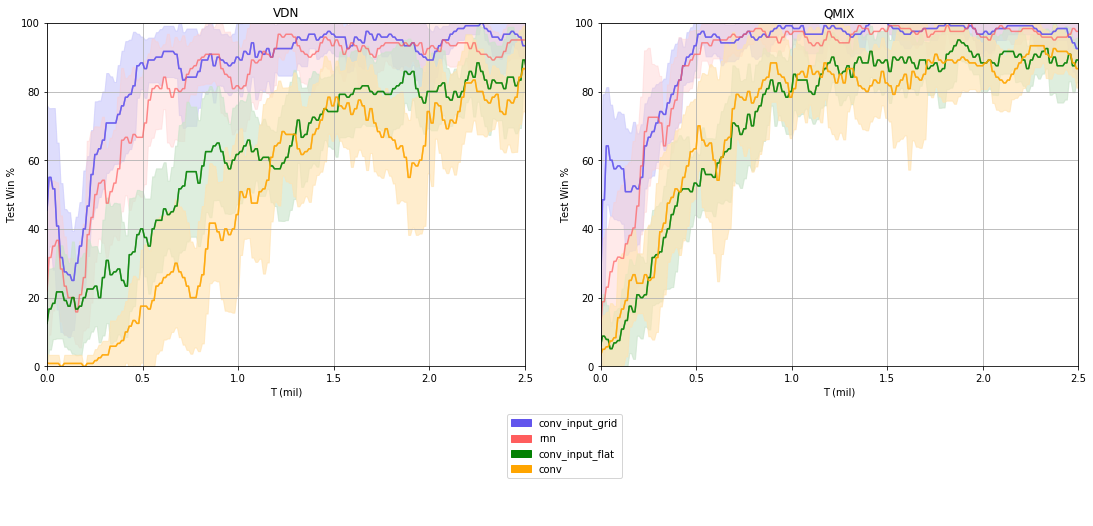 VDN
QMIX
Test Win %
100
80
60
40
20
0
0.0 0.5 1.0 1.5 2.0 2.5
T (mil)
Test Win %
100
80
60
40
20
0
0.0 0.5 1.0 1.5 2.0 2.5
T (mil)
conv_input_grid
rnn
conv_input_flat
conv